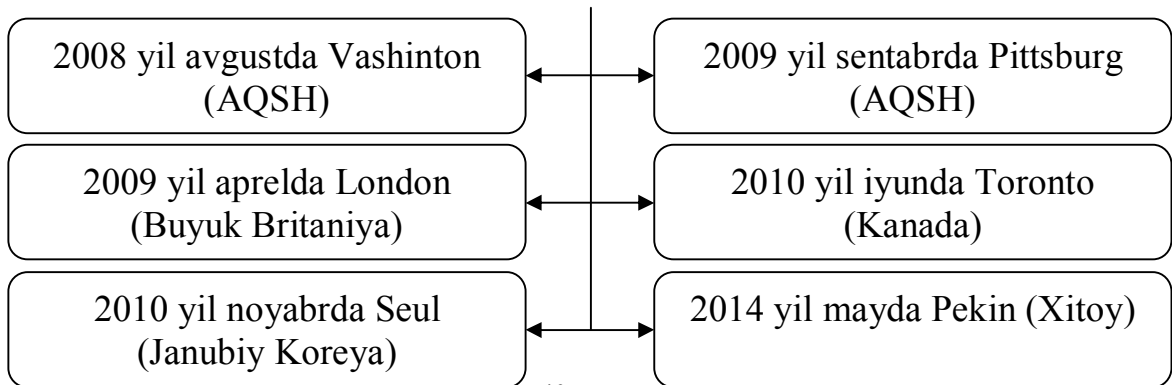 2008 yil avgustda Vashinton
(AQSH)
2009 yil sentabrda Pittsburg
(AQSH)
2009 yil aprelda London
(Buyuk Britaniya)
2010 yil iyunda Toronto
(Kanada)
2010 yil noyabrda Seul
(Janubiy Koreya)
2014 yil mayda Pekin (Xitoy)